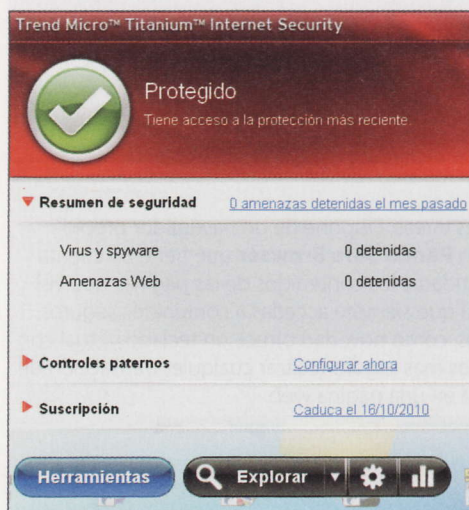 Trend Micro™ Titanium™ Internet Security
Protegido
Tiene acceso a la protección más reciente.
Resumen de seguridad 0 amenazas detenidas el mes pasado
Virus y spyware 0 detenidas
Amenazas Web 0 detenidas
Controles paternos Configurar ahora
Suscripción Caduca el 16/10/2010
Herramientas Explorar